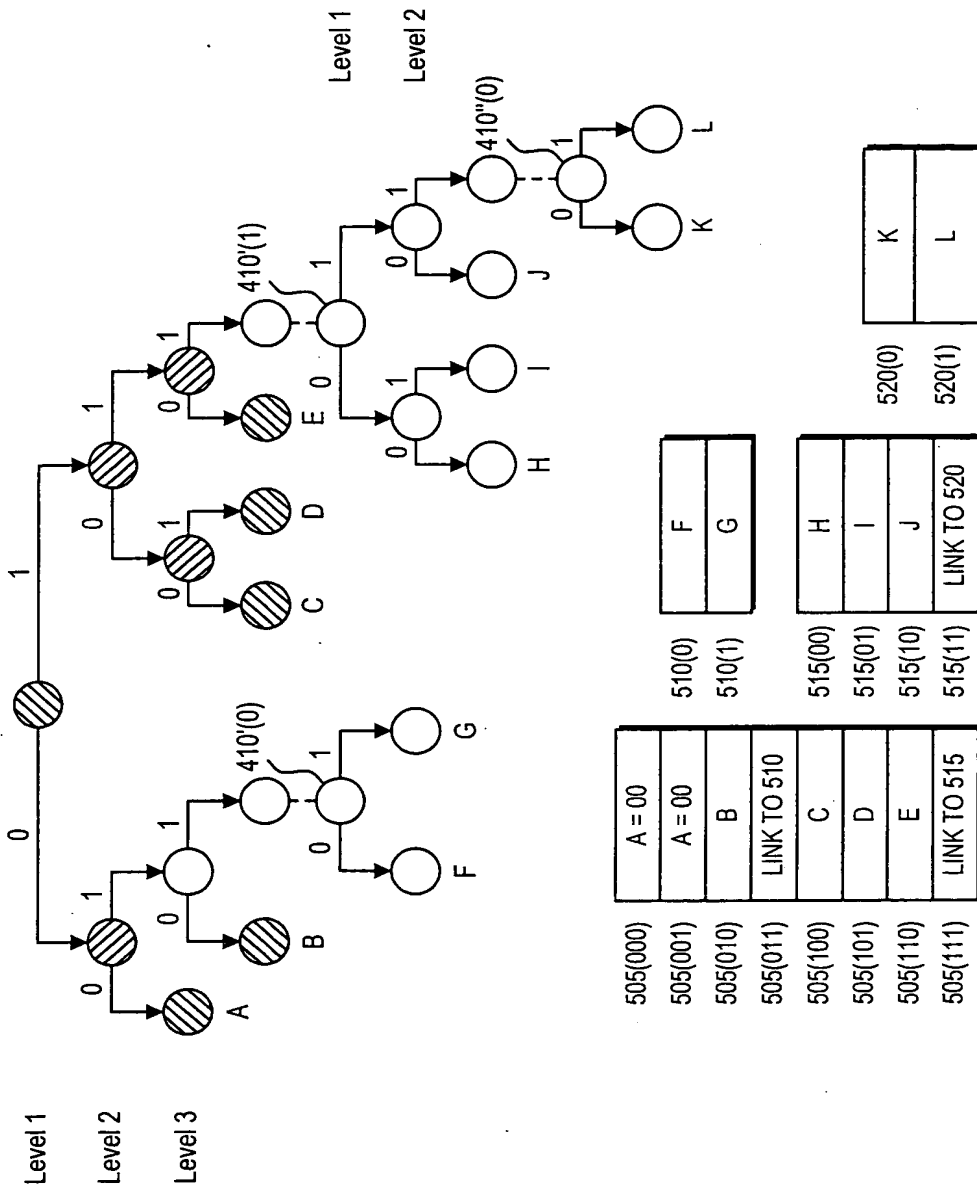 Level 1
Level 2
Level 3
0 1
0 1
0 1
A
0 1
B
410'(0)
0 1
F G
0 1
0 1
C D
E
410'(1)
0 1
Level 1
0 1
0 1
Level 2
H I
J
410"(0)
0 1
K L
505(000) A = 00
505(001) A = 00
505(010) B
505(011) LINK TO 510
505(100) C
505(101) D
505(110) E
505(111) LINK TO 515
510(0) F
510(1) G
515(00) H
515(01) I
515(10) J
515(11) LINK TO 520
520(0) K
520(1) L